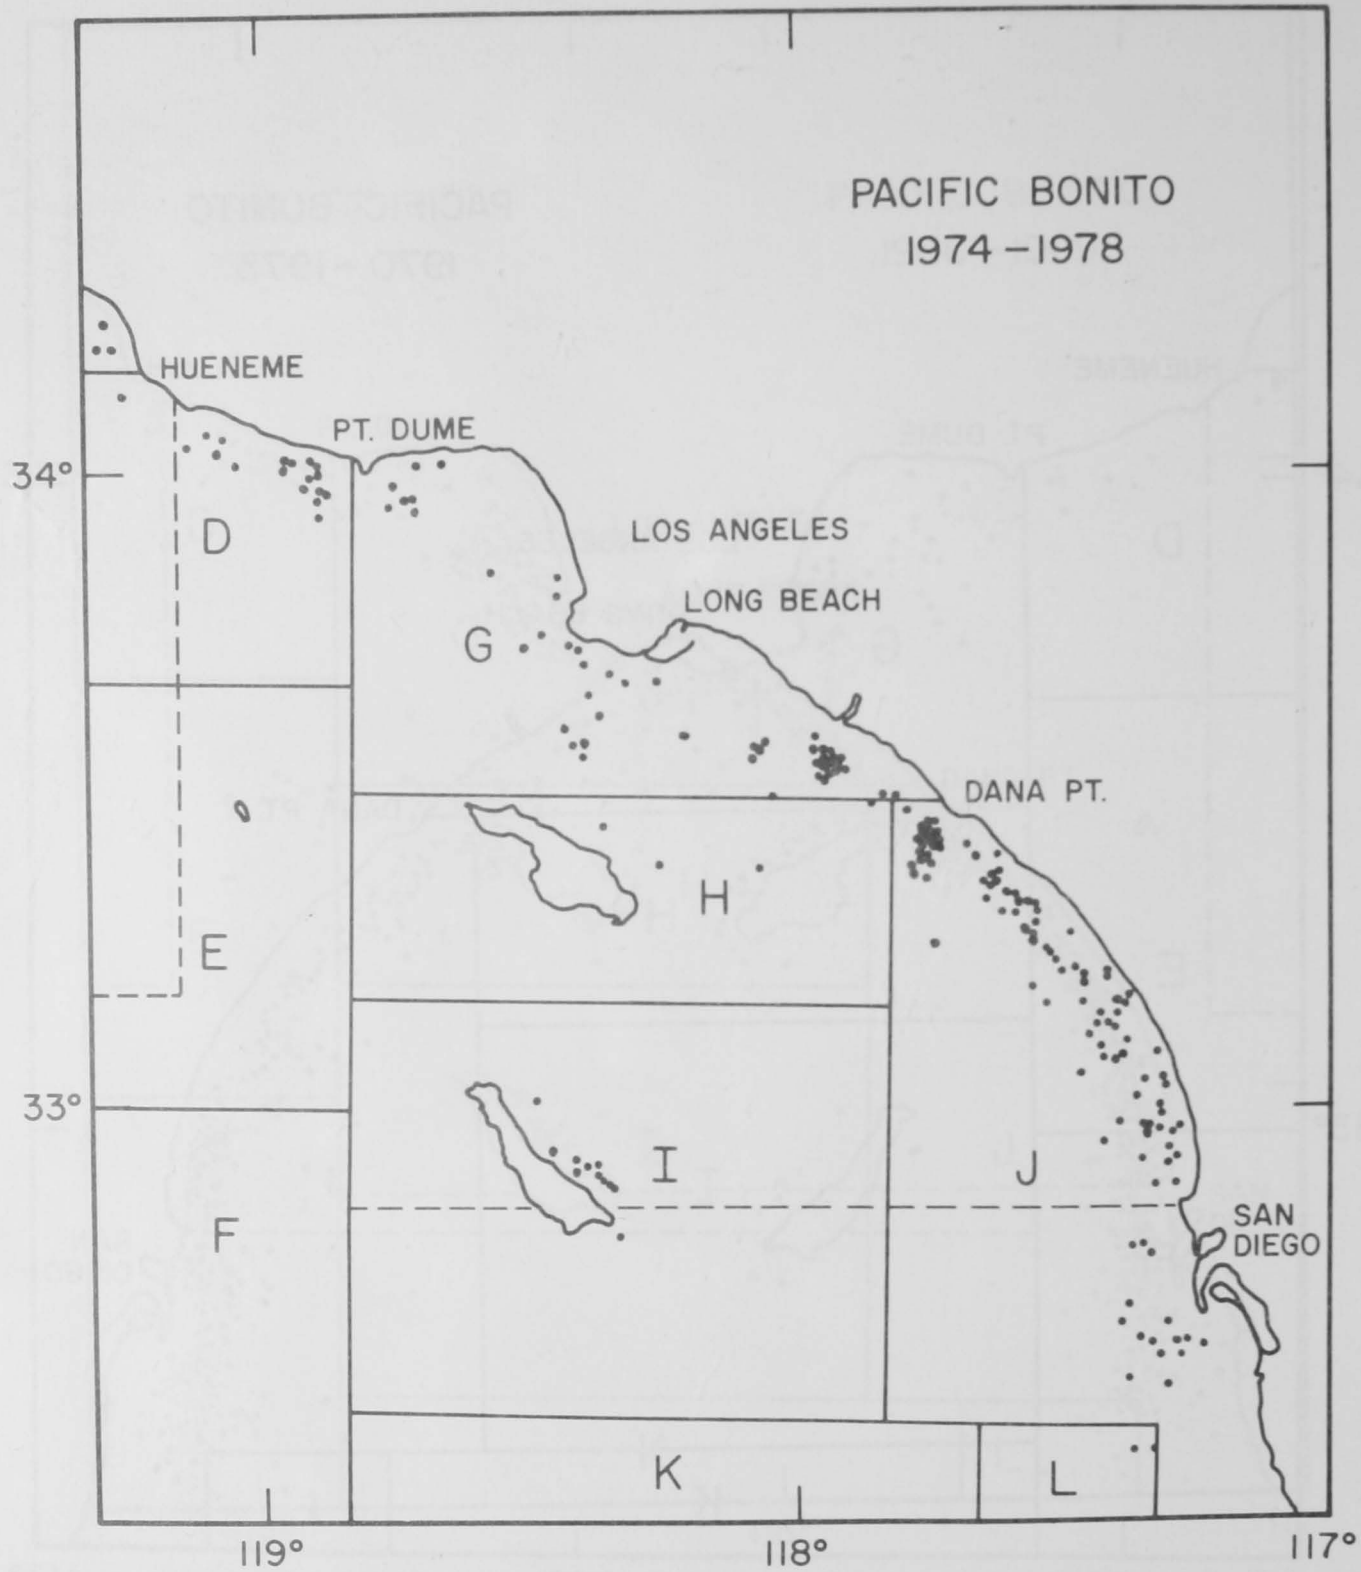 PACIFIC BONITO
1974-1978
HUENEME
PT. DUME
34°
D
LOS ANGELES
LONG BEACH
G
DANA PT.
H
E
33°
I
J
F
SAN
DIEGO
K
L
119°
118°
117°